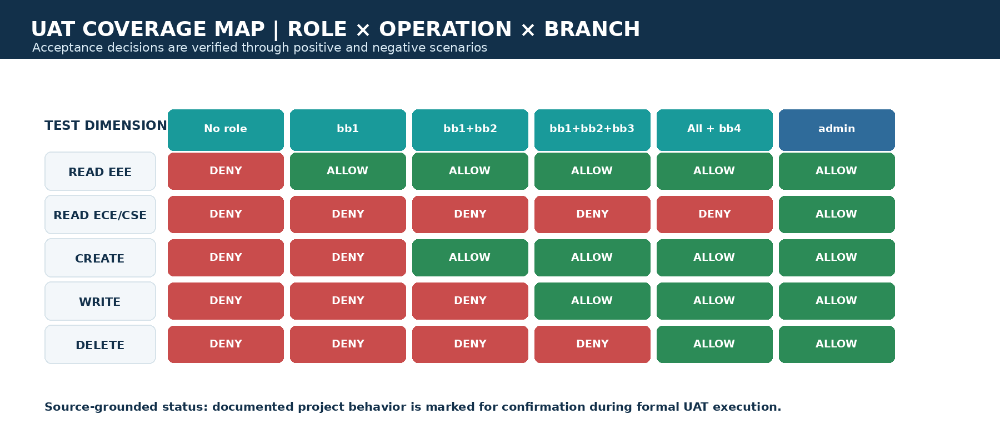 UAT COVERAGE MAP | ROLE × OPERATION × BRANCH
Acceptance decisions are verified through positive and negative scenarios
TEST DIMENSION No role bb1 bb1+bb2 bb1+bb2+bb3 All + bb4 admin
READ EEE DENY ALLOW ALLOW ALLOW ALLOW ALLOW
READ ECE/CSE DENY DENY DENY DENY DENY ALLOW
CREATE DENY DENY ALLOW ALLOW ALLOW ALLOW
WRITE DENY DENY DENY ALLOW ALLOW ALLOW
DELETE DENY DENY DENY DENY ALLOW ALLOW
Source-grounded status: documented project behavior is marked for confirmation during formal UAT execution.